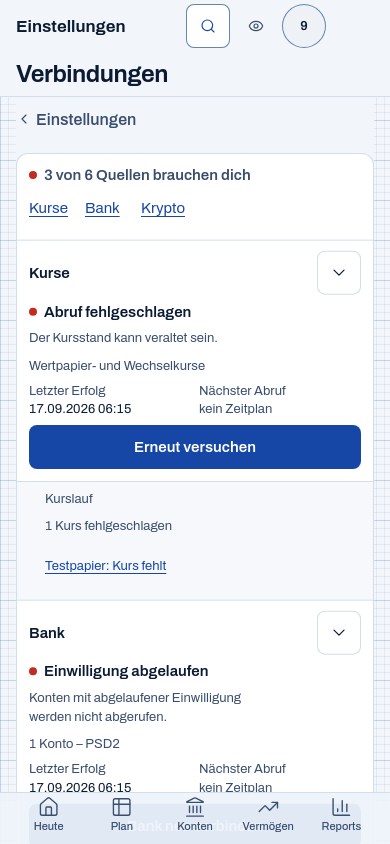 Einstellungen
9
Verbindungen
Einstellungen
3 von 6 Quellen brauchen dich
Kurse Bank Krypto
Kurse
Abruf fehlgeschlagen
Der Kursstand kann veraltet sein.
Wertpapier- und Wechselkurse
Letzter Erfolg Nächster Abruf
17.09.2026 06:15 kein Zeitplan
Erneut versuchen
Kurslauf
1 Kurs fehlgeschlagen
Testpapier: Kurs fehlt
Bank
Einwilligung abgelaufen
Konten mit abgelaufener Einwilligung
werden nicht abgerufen.
1 Konto – PSD2
Letzter Erfolg Nächster Abruf
17.09.2026 06:15 kein Zeitplan
Heute Plan Konten Vermögen Reports